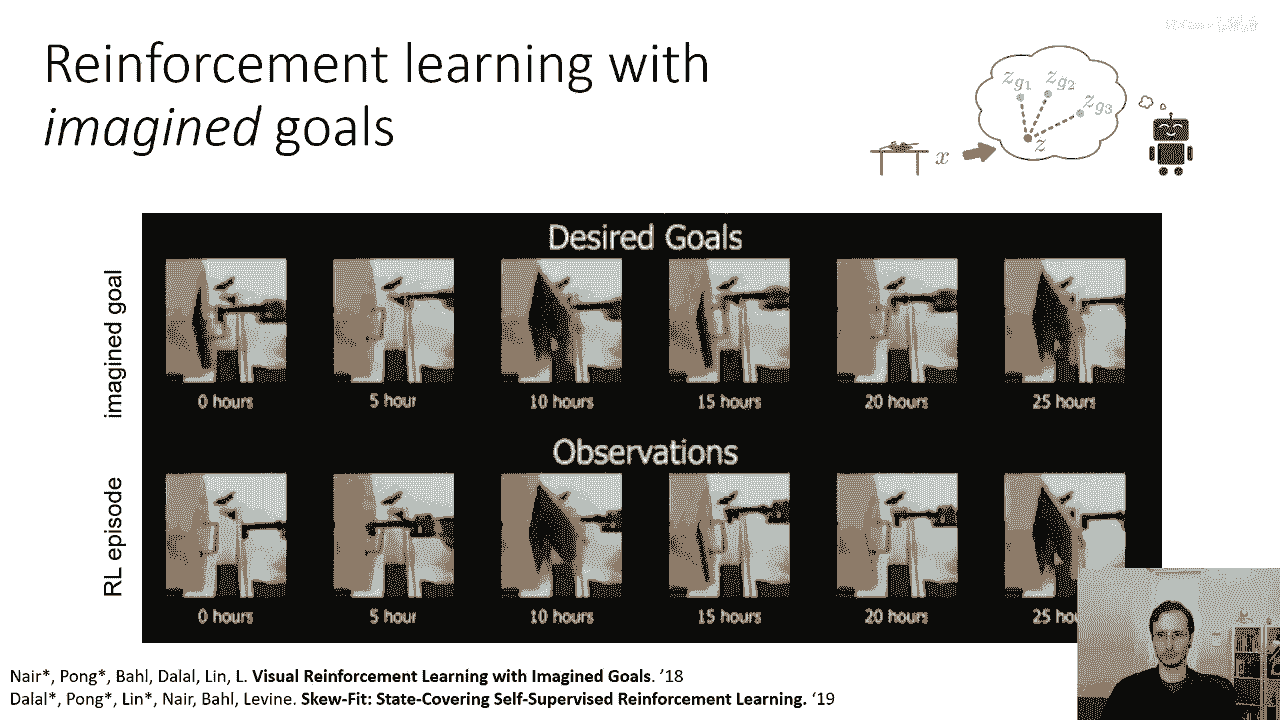 Reinforcement learning with
imagined goals
z_{g_1} z_{g_2} z_{g_3}
x z
Desired Goals
imagined goal
0 hours 5 hour 10 hours 15 hours 20 hours 25 hours
Observations
RL episode
0 hours 5 hour 10 hours 15 hours 20 hours 25
Nair*, Pong*, Bahl, Dalal, Lin, L. Visual Reinforcement Learning with Imagined Goals. ’18
Dalal*, Pong*, Lin*, Nair, Bahl, Levine. Skew-Fit: State-Covering Self-Supervised Reinforcement Learning. ‘19